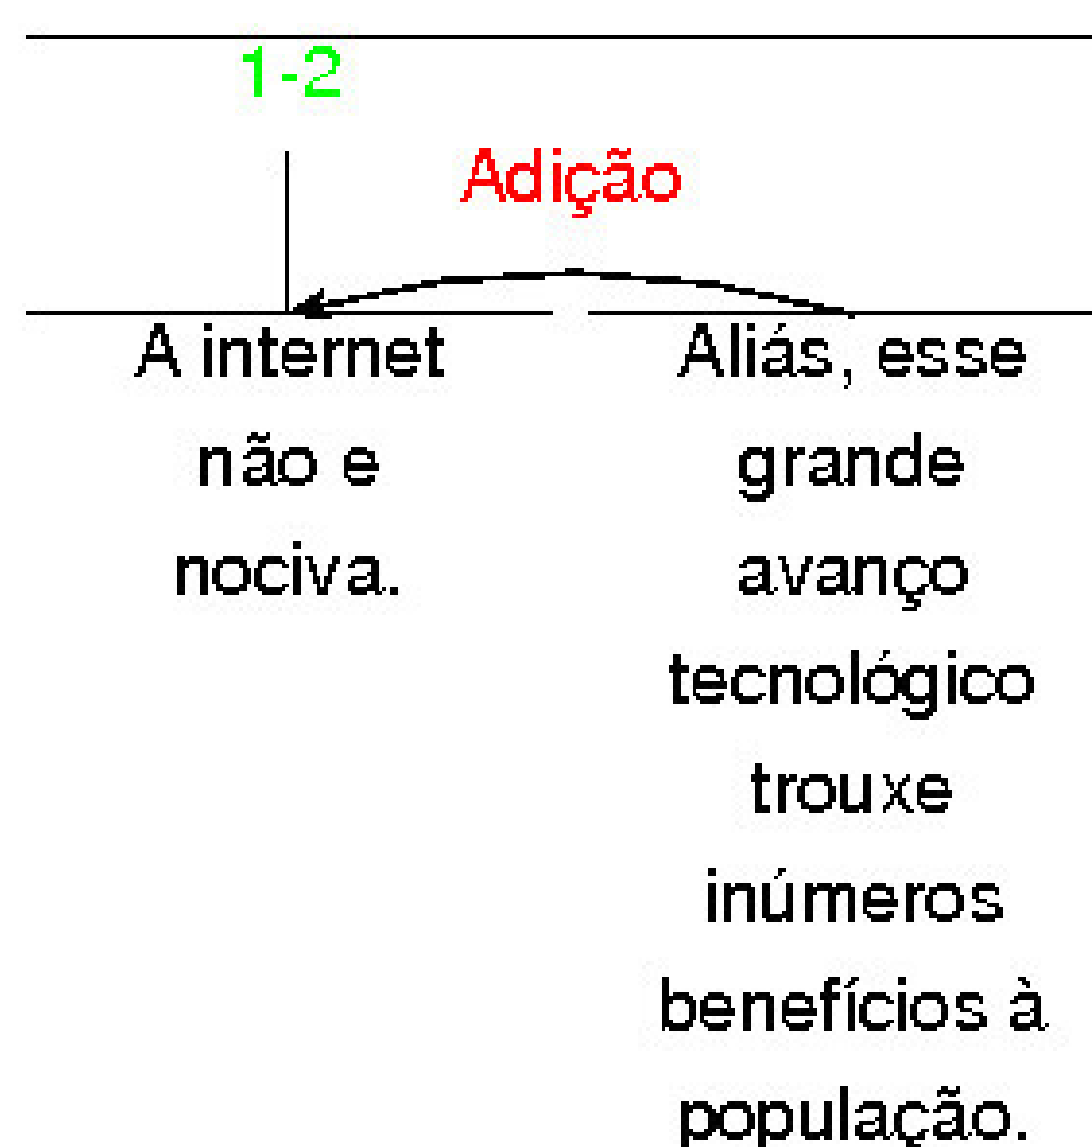 1-2
Adição
A internet
não e
nociva.
Aliás, esse
grande
avanço
tecnológico
trouxe
inúmeros
benefícios à
população.